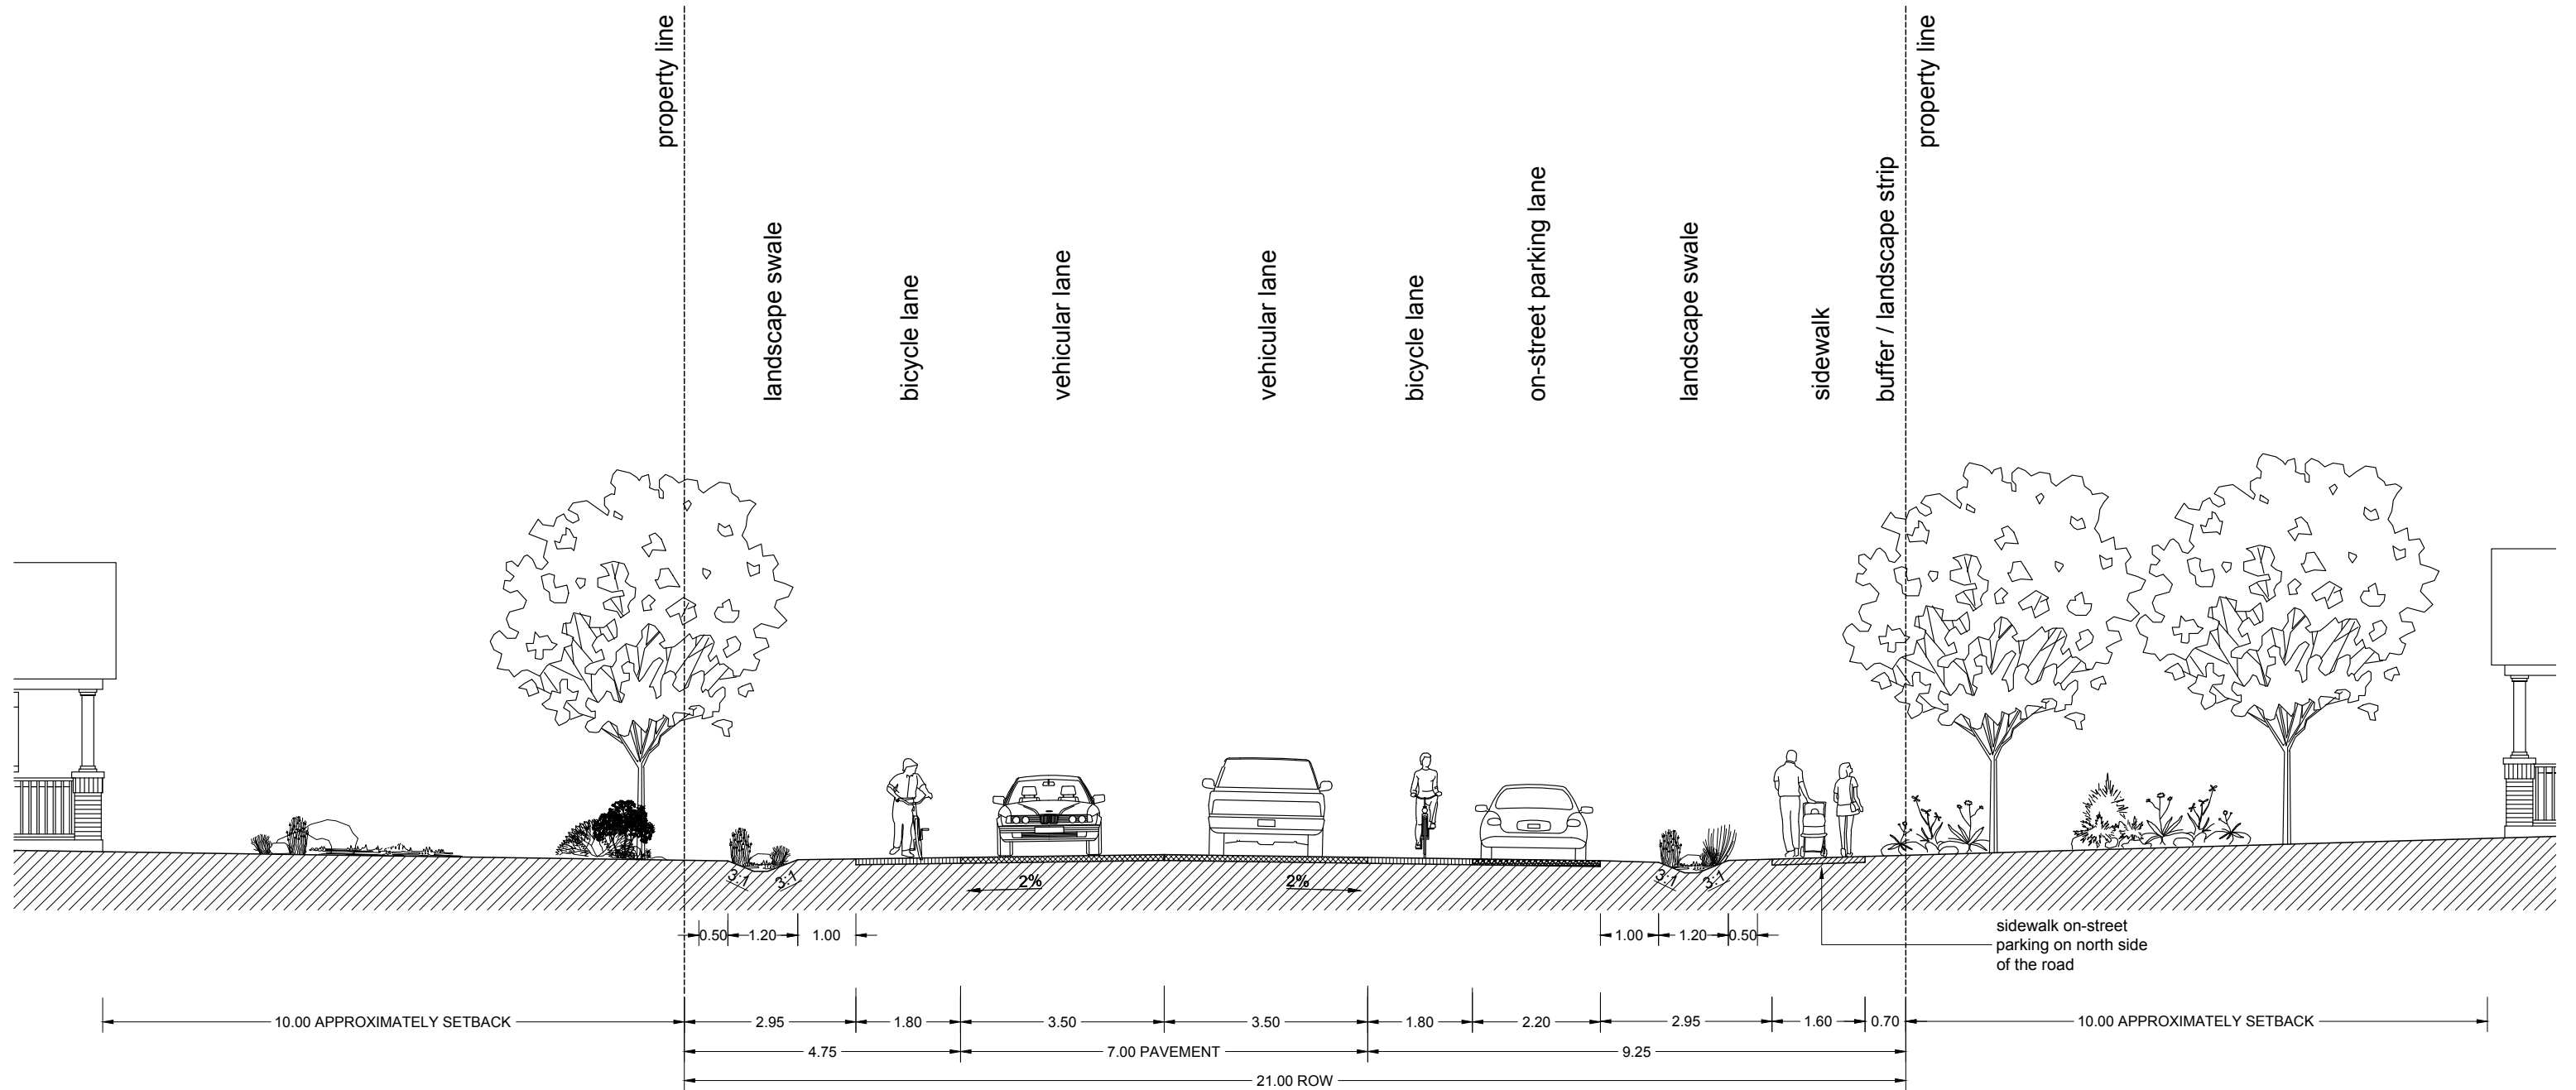 property line
landscape swale
bicycle lane
vehicular lane
vehicular lane
bicycle lane
on-street parking lane
landscape swale
sidewalk
buffer / landscape strip
property line
3:1
3:1
2%
2%
3:1
3:1
0.50
1.20
1.00
1.00
1.20
0.50
sidewalk on-street
parking on north side
of the road
10.00 APPROXIMATELY SETBACK
2.95
1.80
3.50
3.50
1.80
2.20
2.95
1.60
0.70
10.00 APPROXIMATELY SETBACK
4.75
7.00 PAVEMENT
9.25
21.00 ROW